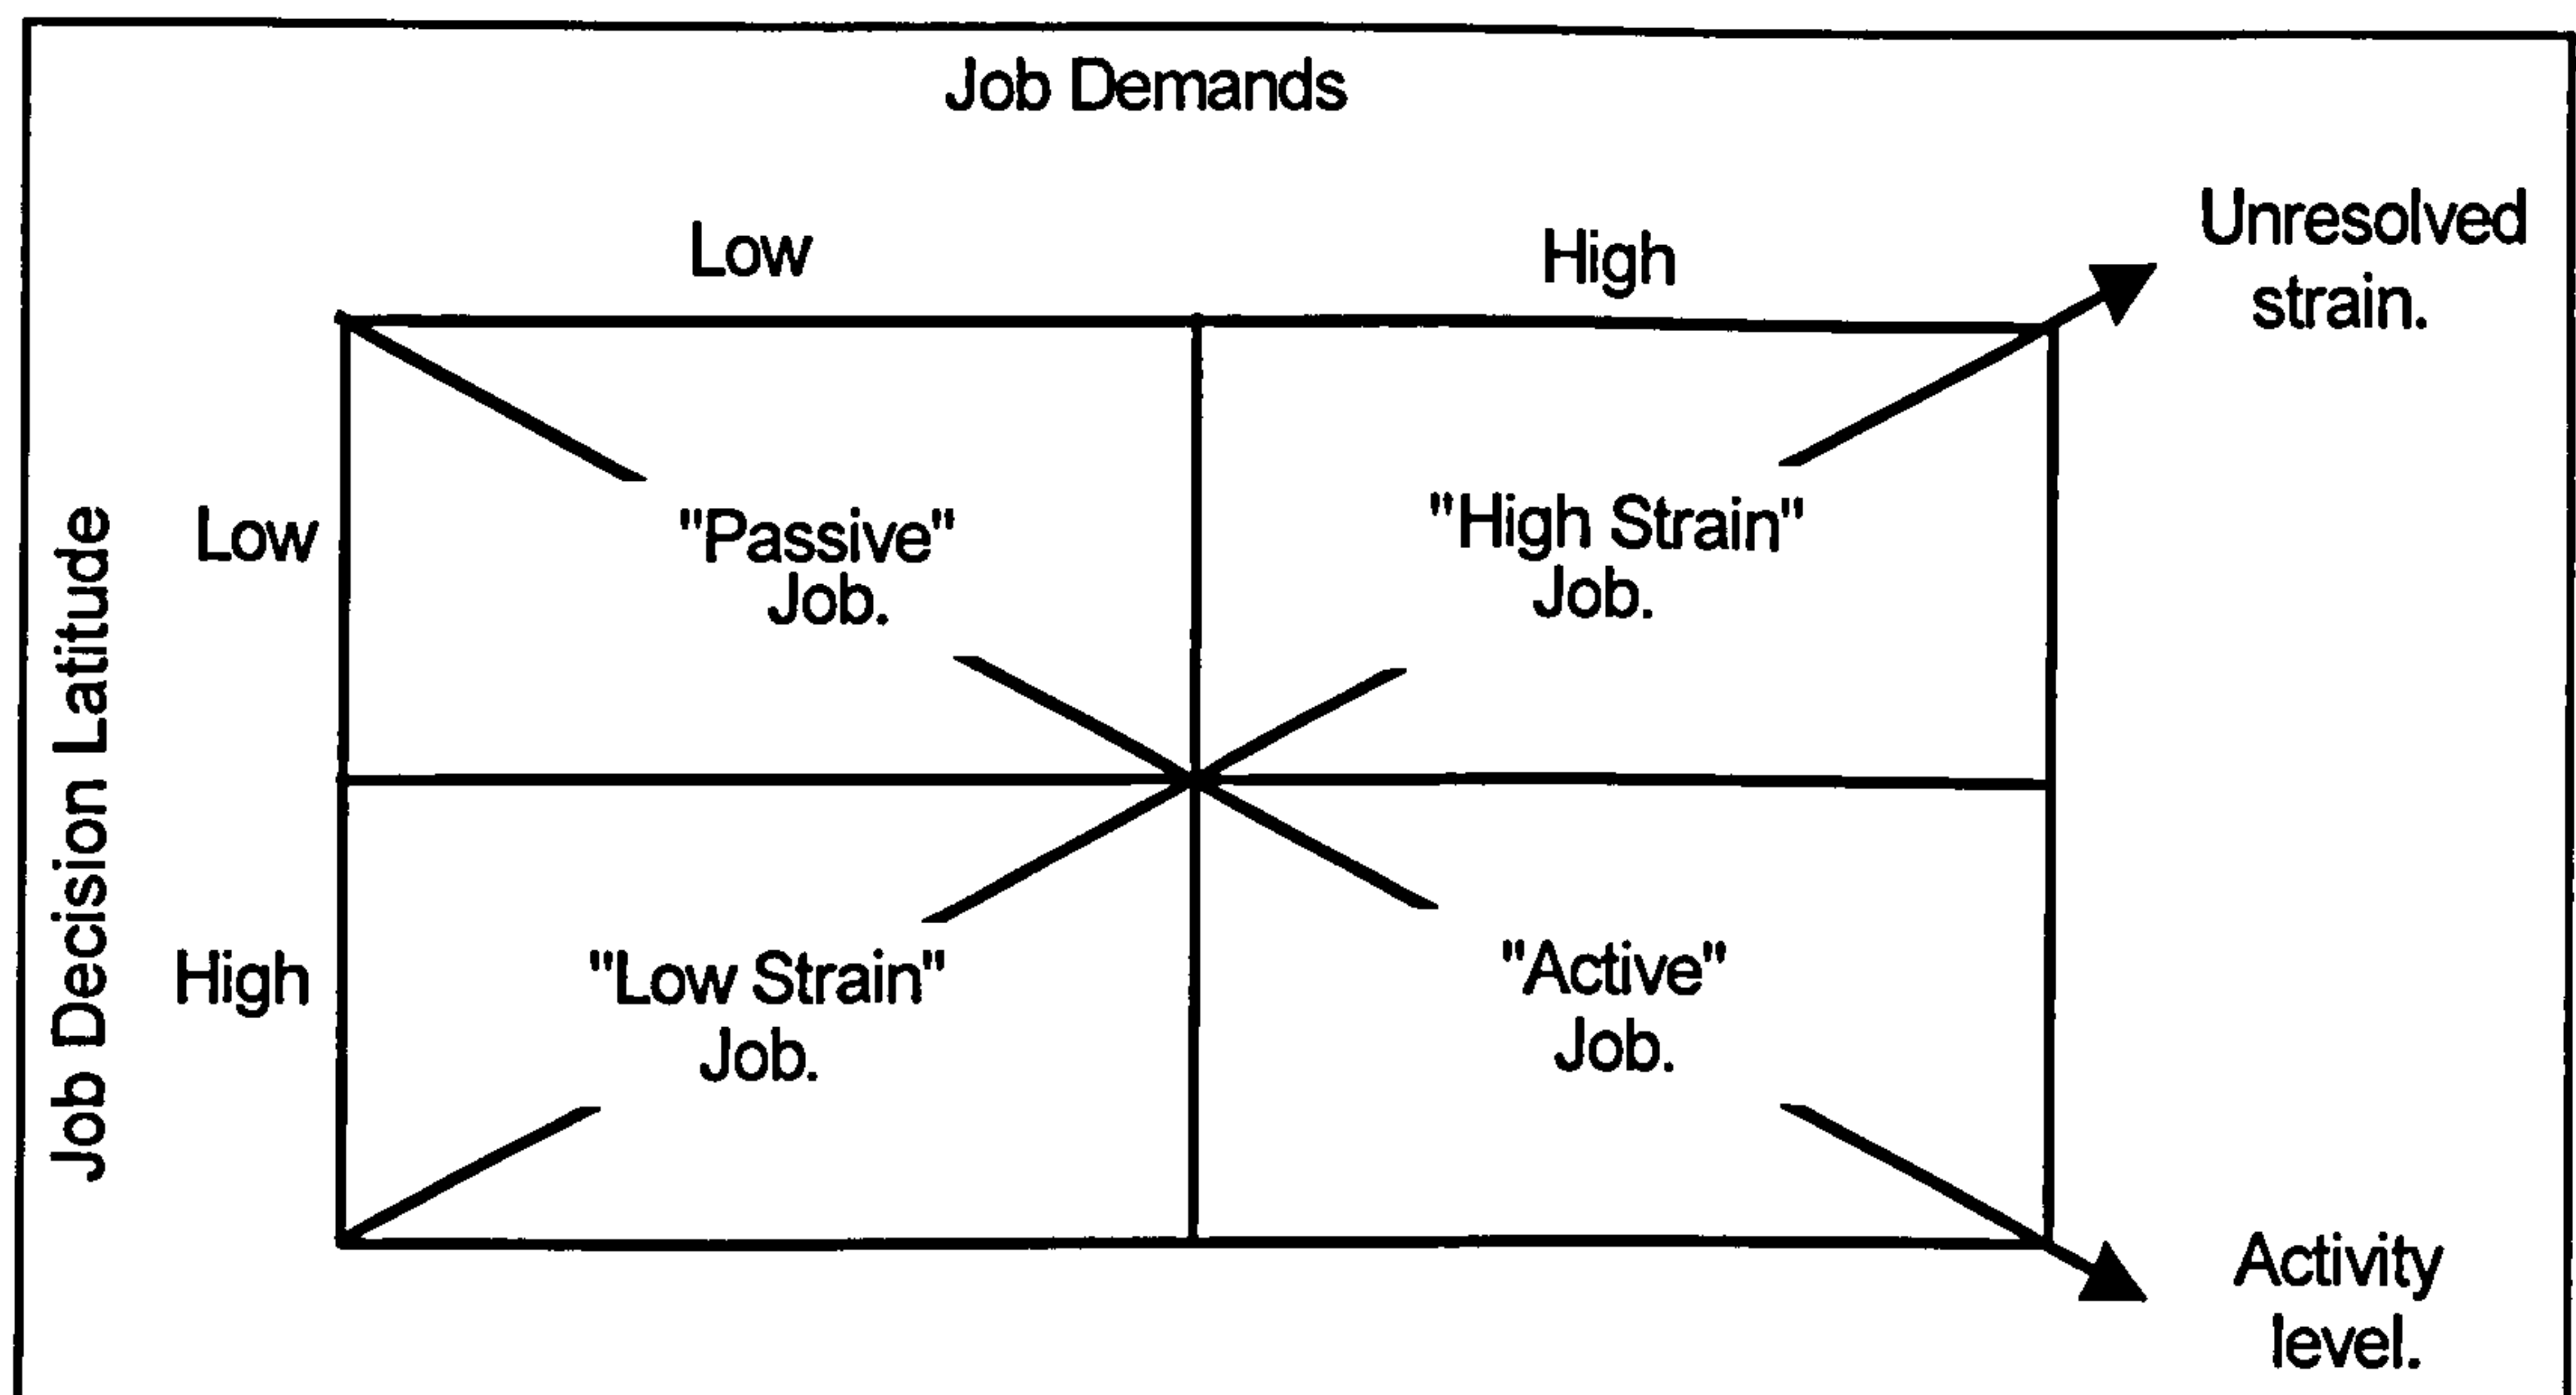 Job Demands
Low
High
Unresolved
strain.
Job Decision Latitude
Low
"Passive"
Job.
"High Strain"
Job.
High
"Low Strain"
Job.
"Active"
Job.
Activity
level.